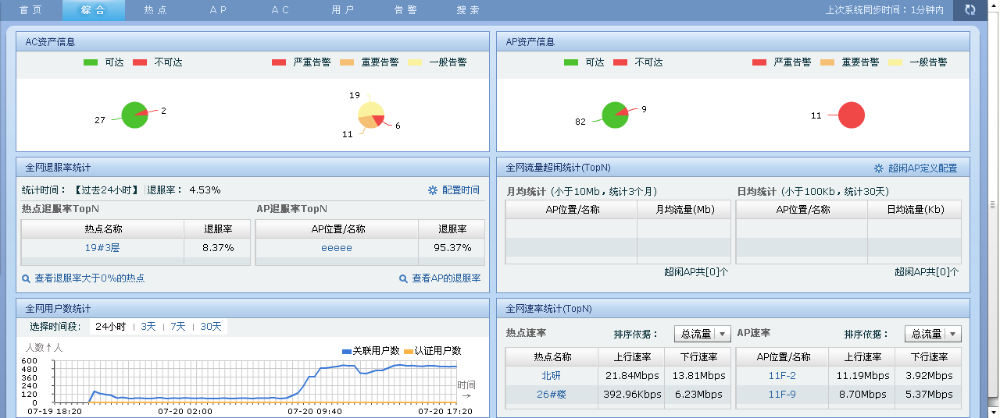 首 页 综 合 热 点 A P A C 用 户 告 警 搜 索 上次系统同步时间：1分钟内
AC资产信息
可达 不可达 严重告警 重要告警 一般告警
27 2 19 11 6
AP资产信息
可达 不可达 严重告警 重要告警 一般告警
82 9 11
全网退服率统计
统计时间：【过去24小时】 退服率： 4.53% 配置时间
热点退服率TopN AP退服率TopN
热点名称 退服率 AP位置/名称 退服率
19#3层 8.37% eeeee 95.37%
查看退服率大于0%的热点 查看AP的退服率
全网流量超闲统计(TopN) 超闲AP定义配置
月均统计 (小于10Mb，统计3个月) 日均统计 (小于100Kb，统计30天)
AP位置/名称 月均流量(Mb) AP位置/名称 日均流量(Kb)
超闲AP共[0]个 超闲AP共[0]个
全网用户数统计
选择时间段： 24小时 3天 7天 30天
人数↑人 关联用户数 认证用户数
600
480
360
240
120
0
时间
→
07-19 18:20 07-20 02:00 07-20 09:40 07-20 17:20
全网速率统计(TopN)
热点速率 排序依据： 总流量 AP速率 排序依据： 总流量
热点名称 上行速率 下行速率 AP位置/名称 上行速率 下行速率
北研 21.84Mbps 13.81Mbps 11F-2 11.19Mbps 3.92Mbps
26#楼 392.96Kbps 6.23Mbps 11F-9 8.70Mbps 5.37Mbps